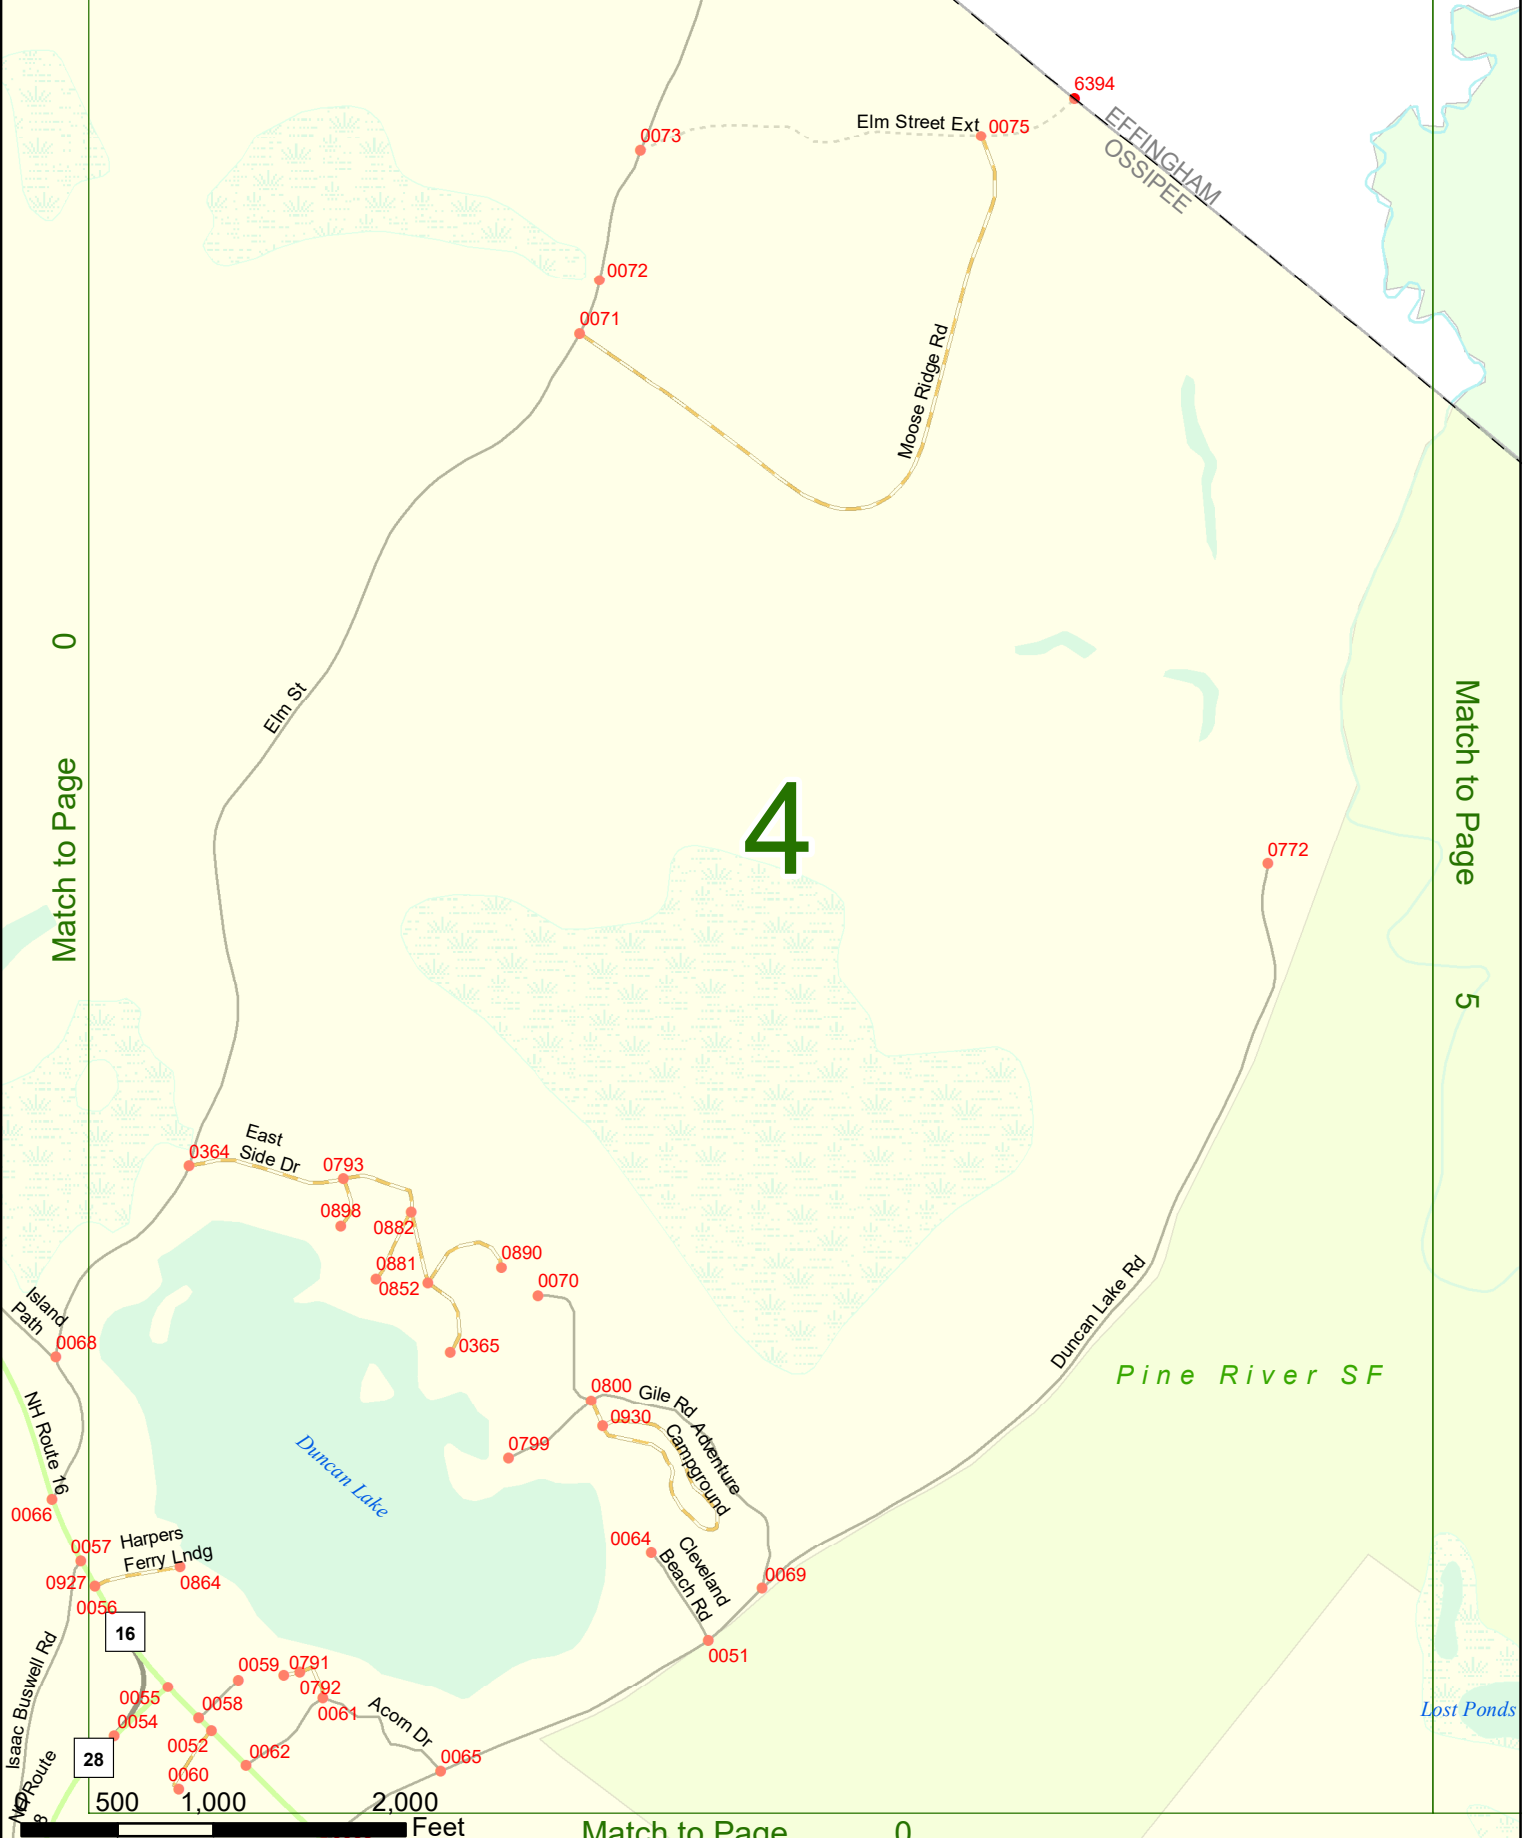 6394
EFFINGHAM
OSSIPEE
Elm Street Ext
0075
0073
0072
0071
Moose Ridge Rd
Match to Page 0
Elm St
4
Match to Page 5
0772
0364
East
Side Dr
0793
0898
0882
0881
0852
0890
0070
0365
Island
Path
0068
Duncan Lake Rd
Pine River SF
0800
Gile Rd
0930
Adventure
Campground
0799
NH Route 16
Duncan Lake
0066
0057
Harpers
Ferry Lndg
0927
0864
0056
0064
Cleveland
Beach Rd
0069
0051
16
Isaac Buswell Rd
0059
0791
0792
0055
0058
0061
Acorn Dr
0054
0052
0062
0065
28
0060
Lost Ponds
NH Route
500 1,000 2,000
Feet
Match to Page 0